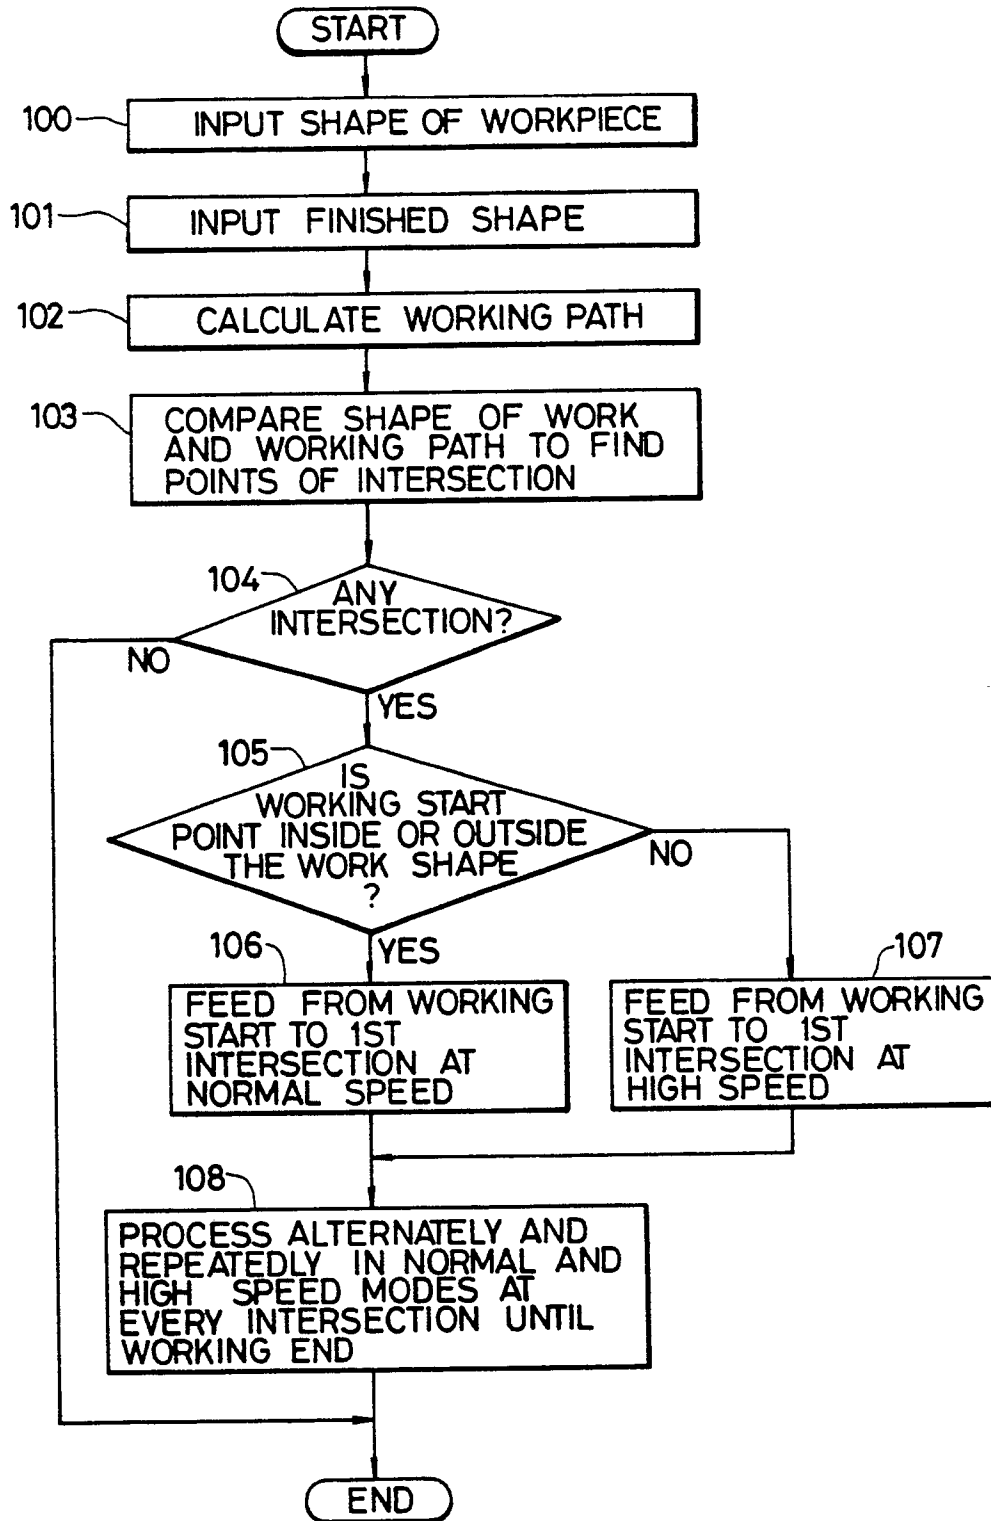 START
100
INPUT SHAPE OF WORKPIECE
101
INPUT FINISHED SHAPE
102
CALCULATE WORKING PATH
103
COMPARE SHAPE OF WORK
AND WORKING PATH TO FIND
POINTS OF INTERSECTION
104
ANY
INTERSECTION?
NO
YES
105
IS
WORKING START
POINT INSIDE OR OUTSIDE
THE WORK SHAPE
?
NO
YES
106
FEED FROM WORKING
START TO 1ST
INTERSECTION AT
NORMAL SPEED
107
FEED FROM WORKING
START TO 1ST
INTERSECTION AT
HIGH SPEED
108
PROCESS ALTERNATELY AND
REPEATEDLY IN NORMAL AND
HIGH SPEED MODES AT
EVERY INTERSECTION UNTIL
WORKING END
END